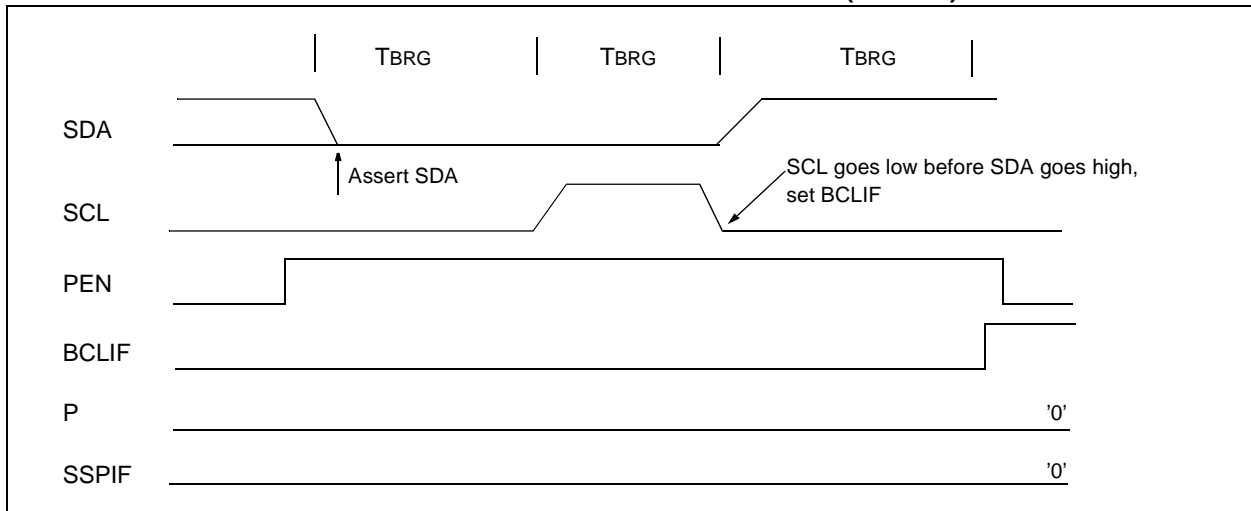 TBRG TBRG TBRG
SDA
Assert SDA
SCL goes low before SDA goes high,
set BCLIF
SCL
PEN
BCLIF
P '0'
SSPIF '0'